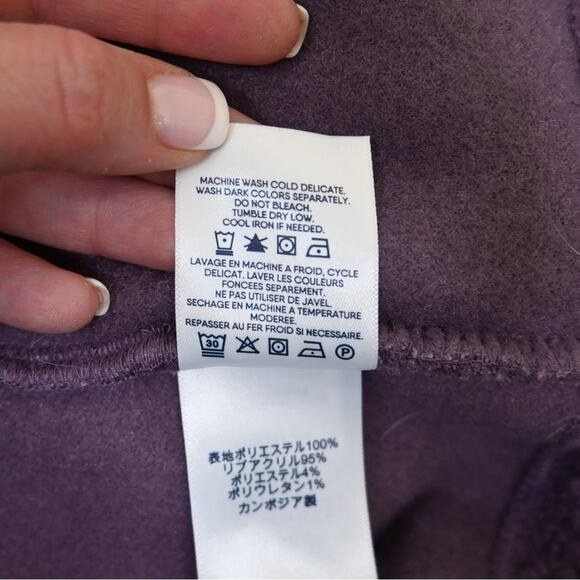 MACHINE WASH COLD DELICATE.
WASH DARK COLORS SEPARATELY.
DO NOT BLEACH.
TUMBLE DRY LOW.
COOL IRON IF NEEDED.
LAVAGE EN MACHINE A FROID, CYCLE
DELICAT. LAVER LES COULEURS
FONCEES SEPAREMENT.
NE PAS UTILISER DE JAVEL.
SECHAGE EN MACHINE A TEMPERATURE
MODEREE.
REPASSER AU FER FROID SI NECESSAIRE.
30 P
表地ポリエステル100%
リブアクリル95%
ポリエステル4%
ポリウレタン1%
カンボジア製